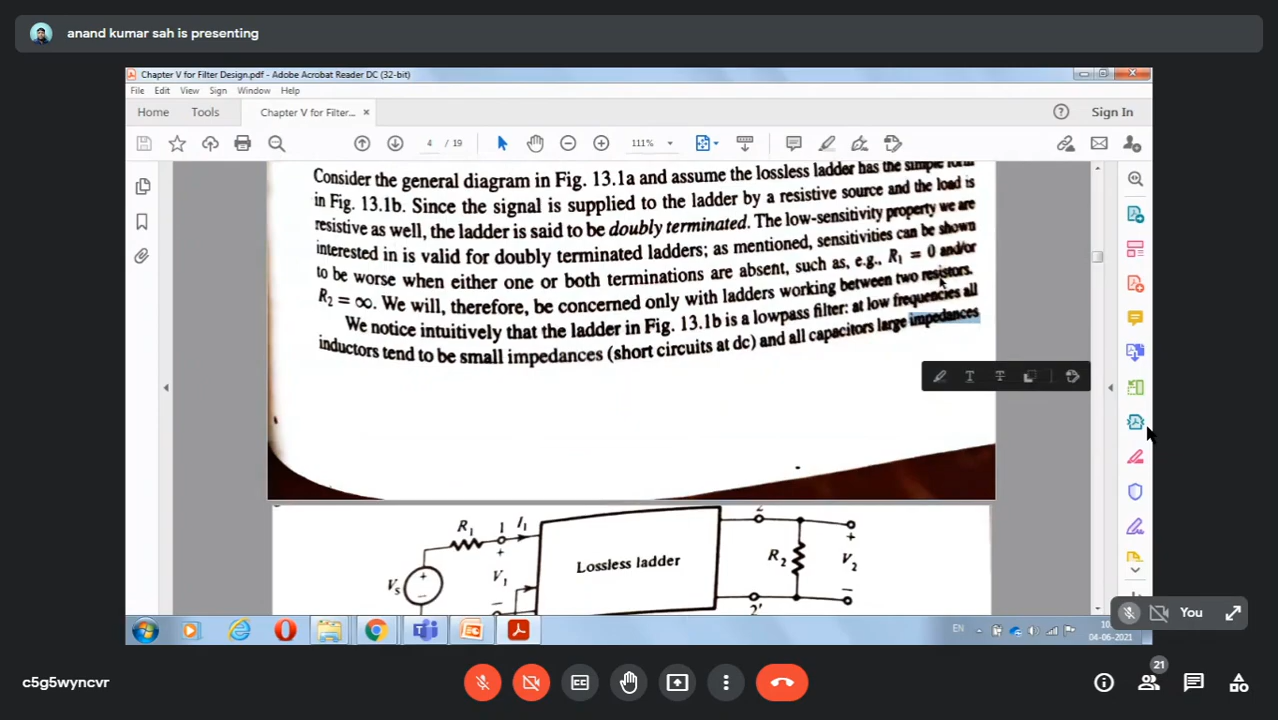 anand kumar sah is presenting
Chapter V for Filter Design.pdf - Adobe Acrobat Reader DC (32-bit)
File Edit View Sign Window Help
Home Tools Chapter V for Filter... × Sign In
4 / 19 111%
Consider the general diagram in Fig. 13.1a and assume the lossless ladder has the simple form
in Fig. 13.1b. Since the signal is supplied to the ladder by a resistive source and the load is
resistive as well, the ladder is said to be doubly terminated. The low-sensitivity property we are
interested in is valid for doubly terminated ladders; as mentioned, sensitivities can be shown
to be worse when either one or both terminations are absent, such as, e.g., R₁ = 0 and/or
R₂ = ∞. We will, therefore, be concerned only with ladders working between two resistors.
We notice intuitively that the ladder in Fig. 13.1b is a lowpass filter: at low frequencies all
inductors tend to be small impedances (short circuits at dc) and all capacitors large impedances
R₁ 1 I₁ 2
+
V₁
−
Vs
+
−
Lossless ladder
R₂
+
V₂
−
2'
You
EN
04-06-2021
c5g5wyncvr
21